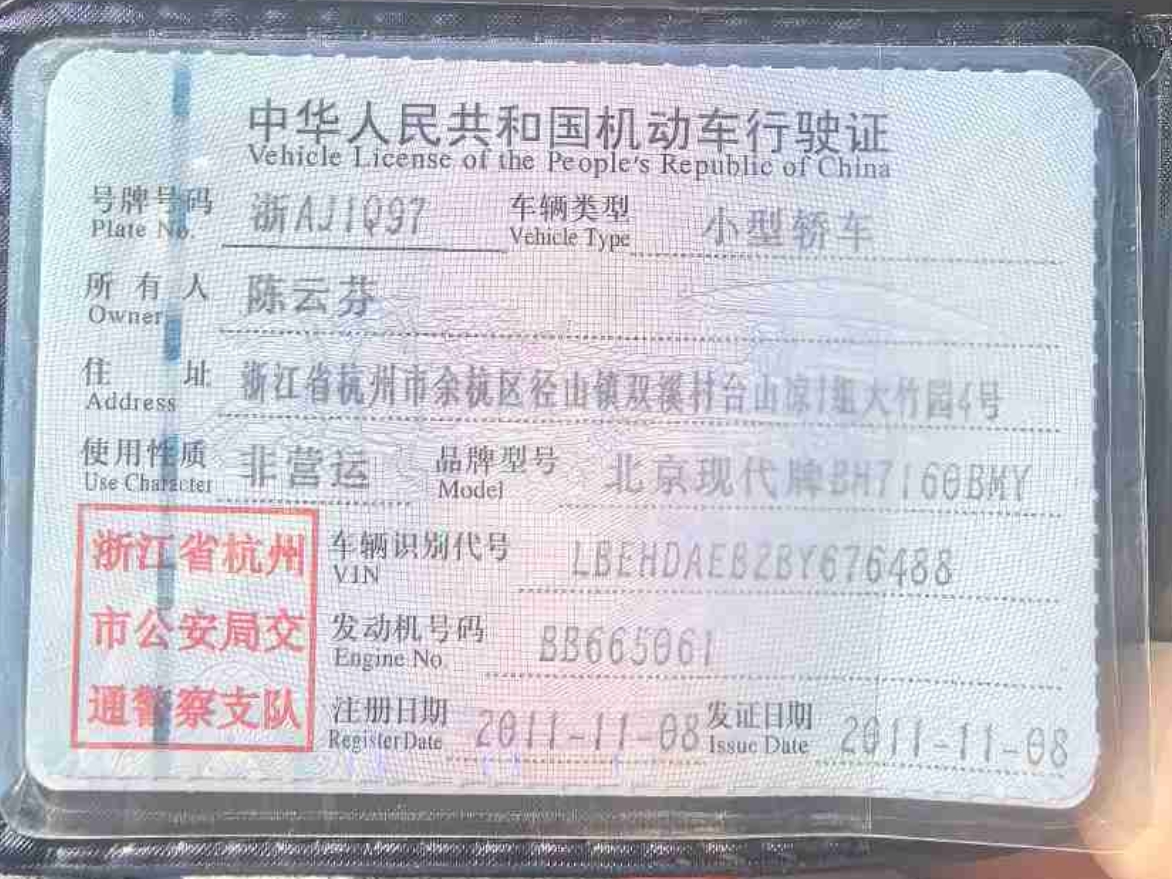 中华人民共和国机动车行驶证
Vehicle License of the People's Republic of China
号牌号码 浙AJ1Q97 车辆类型 小型轿车
Plate No. Vehicle Type
所有人 陈云芬
Owner
住址 浙江省杭州市余杭区径山镇双溪村台山凉1组大竹园4号
Address
使用性质 非营运 品牌型号 北京现代牌BH7160BMY
Use Character Model
浙江省杭州
市公安局交
通警察支队
车辆识别代号 LBEHDAEB2BY676488
VIN
发动机号码 BB665061
Engine No.
注册日期 2011-11-08 发证日期 2011-11-08
Register Date Issue Date